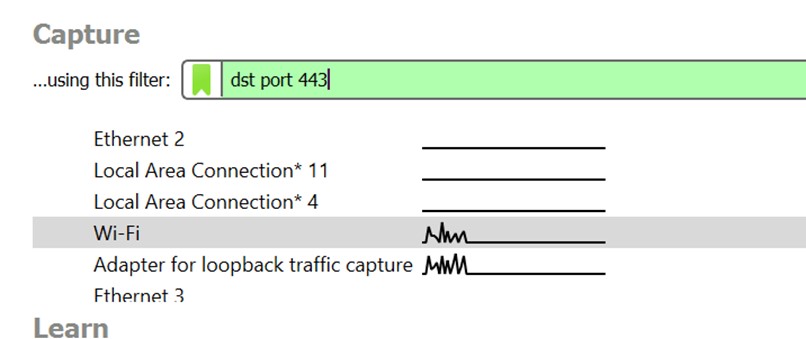 Capture
...using this filter: dst port 443
Ethernet 2
Local Area Connection* 11
Local Area Connection* 4
Wi-Fi
Adapter for loopback traffic capture
Ethernet 3
Learn